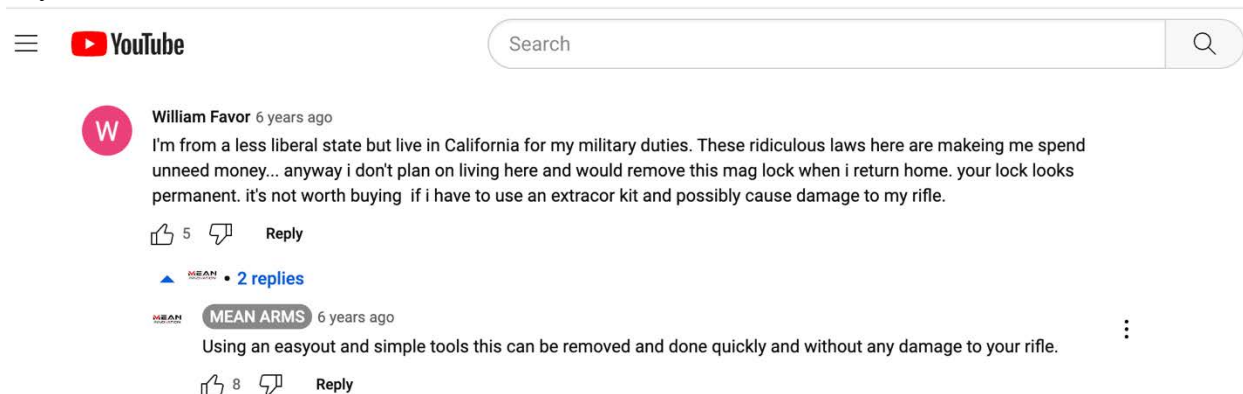 YouTube
Search
W
William Favor 6 years ago
I'm from a less liberal state but live in California for my military duties. These ridiculous laws here are makeing me spend
unneed money... anyway i don't plan on living here and would remove this mag lock when i return home. your lock looks
permanent. it's not worth buying if i have to use an extracor kit and possibly cause damage to my rifle.
5 Reply
MEAN • 2 replies
MEAN MEAN ARMS 6 years ago
Using an easyout and simple tools this can be removed and done quickly and without any damage to your rifle.
8 Reply